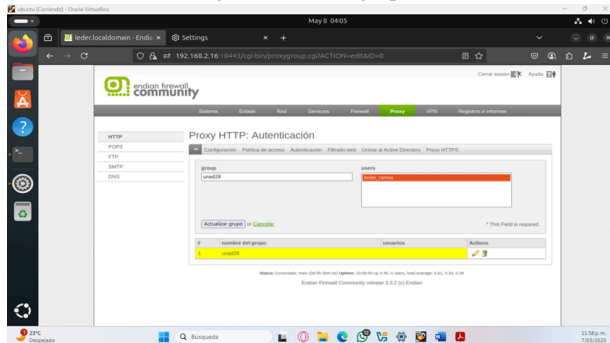 ubuntu [Corriendo] - Oracle VirtualBox
May 8 04:05
leder.localdomain - Endia
Settings
192.168.2.16:10443/cgi-bin/proxygroup.cgi?ACTION=edit&ID=0
Cerrar sesión Ayuda
endian firewall
community
Sistema Estado Red Servicios Firewall Proxy VPN Registros e informes
HTTP
POP3
FTP
SMTP
DNS
Proxy HTTP: Autenticación
Configuración Política de acceso Autenticación Filtrado web Unirse al Active Directory Proxy HTTPS
group users
unad28 leder_ramos
Actualizar grupo or Cancelar * This Field is required.
# nombre del grupo usuarios Actions
1 unad28
Endian Firewall Community release 3.3.2 (c) Endian
23°C
Despejado
Búsqueda
11:58 p. m.
7/05/2025